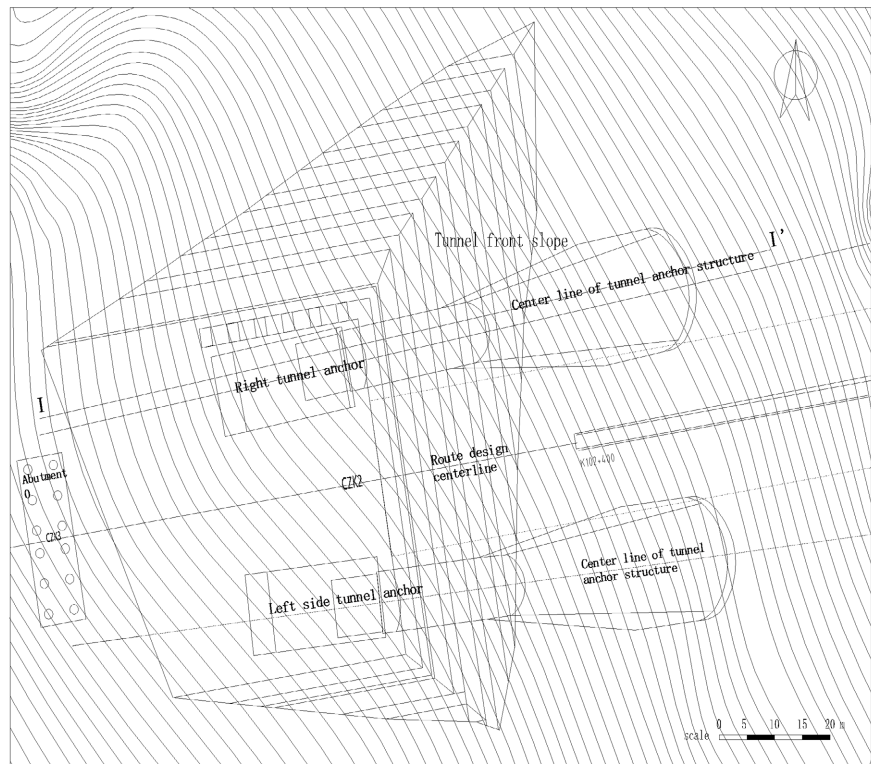 Tunnel front slope
I'
Center line of tunnel anchor structure
Right tunnel anchor
I
Route design
centerline
K107+400
Abutment
0
CZK2
CZK3
Center line of tunnel
anchor structure
Left side tunnel anchor
scale 0 5 10 15 20 m